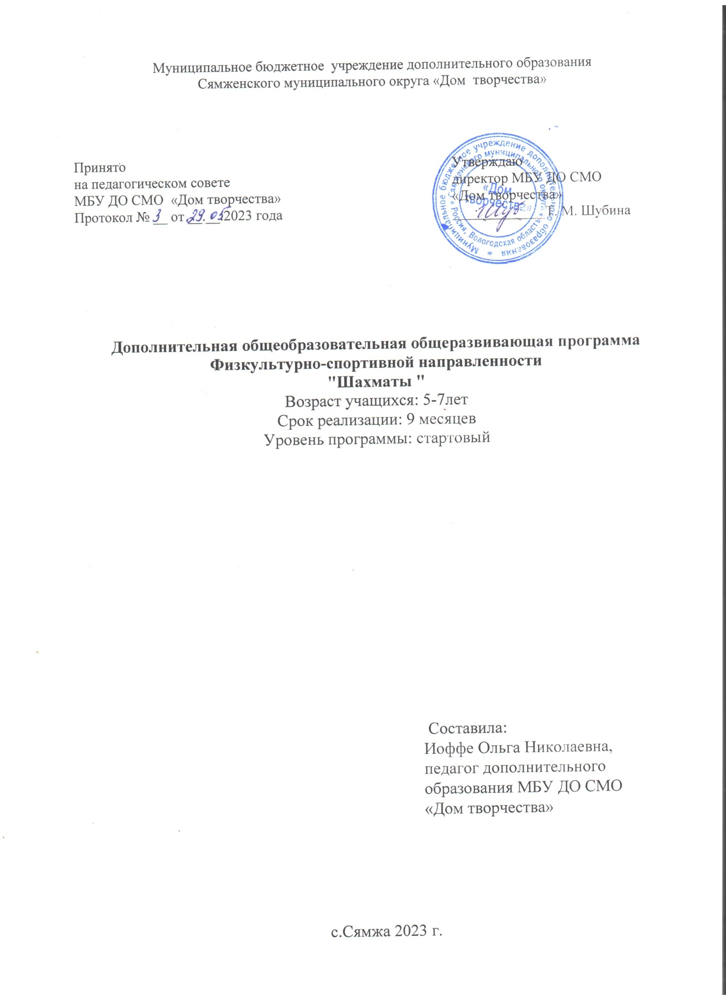 Муниципальное бюджетное учреждение дополнительного образования
Сямженского муниципального округа «Дом творчества»
Принято
на педагогическом совете
МБУ ДО СМО «Дом творчества»
Протокол № 3 от 29.05 2023 года
Утверждаю
директор МБУ ДО СМО
«Дом творчества»
Т. М. Шубина
Муниципальное бюджетное учреждение дополнительного образования *
Сямженского муниципального округа * Россия, Вологодская область *
«Дом
творчества»
Дополнительная общеобразовательная общеразвивающая программа
Физкультурно-спортивной направленности
"Шахматы "
Возраст учащихся: 5-7лет
Срок реализации: 9 месяцев
Уровень программы: стартовый
Составила:
Иоффе Ольга Николаевна,
педагог дополнительного
образования МБУ ДО СМО
«Дом творчества»
с.Сямжа 2023 г.